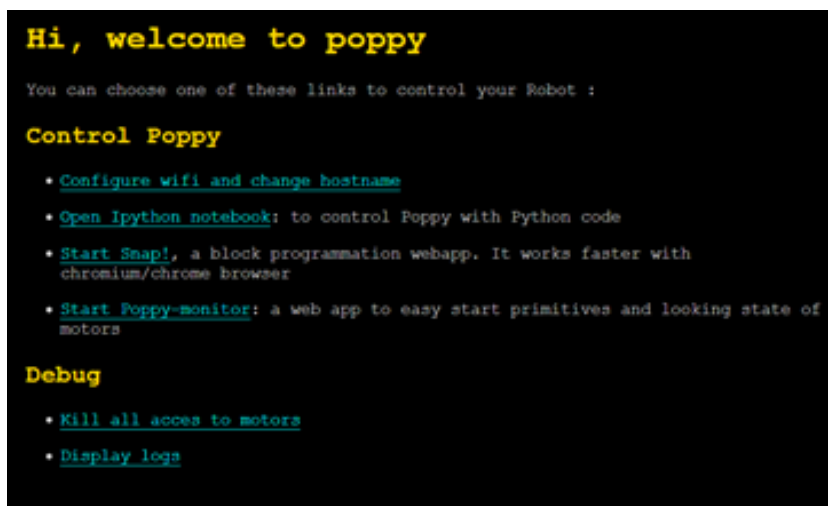 Hi, welcome to poppy
You can choose one of these links to control your Robot :
Control Poppy
• Configure wifi and change hostname
• Open Ipython notebook: to control Poppy with Python code
• Start Snap!, a block programmation webapp. It works faster with
chromium/chrome browser
• Start Poppy-monitor: a web app to easy start primitives and looking state of
motors
Debug
• Kill all acces to motors
• Display logs